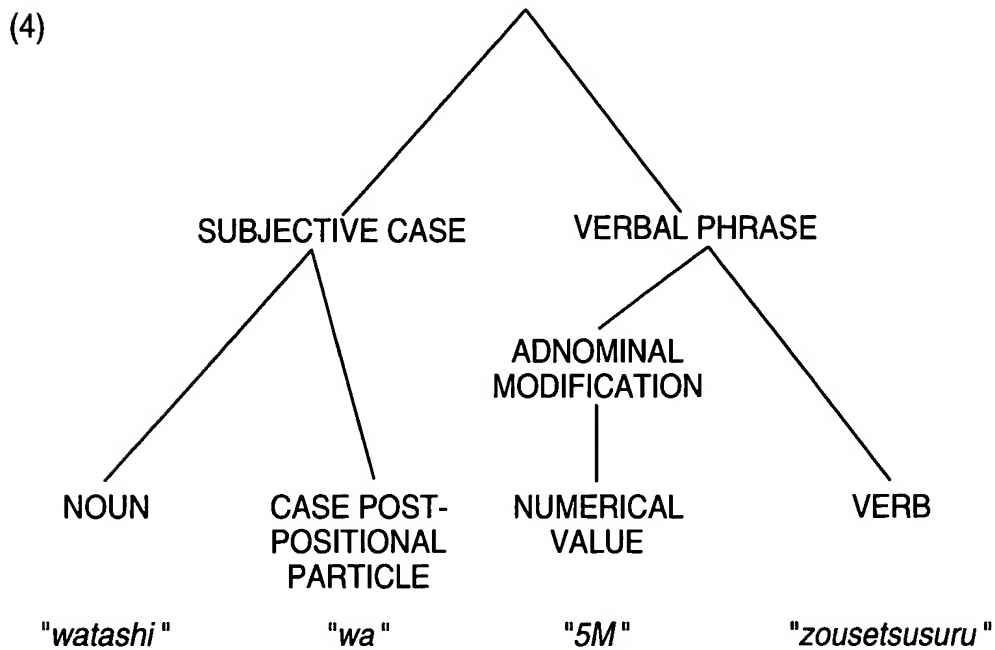 (4)
SUBJECTIVE CASE
VERBAL PHRASE
ADNOMINAL
MODIFICATION
NOUN
CASE POST-
POSITIONAL
PARTICLE
NUMERICAL
VALUE
VERB
"watashi"
"wa"
"5M"
"zousetsusuru"